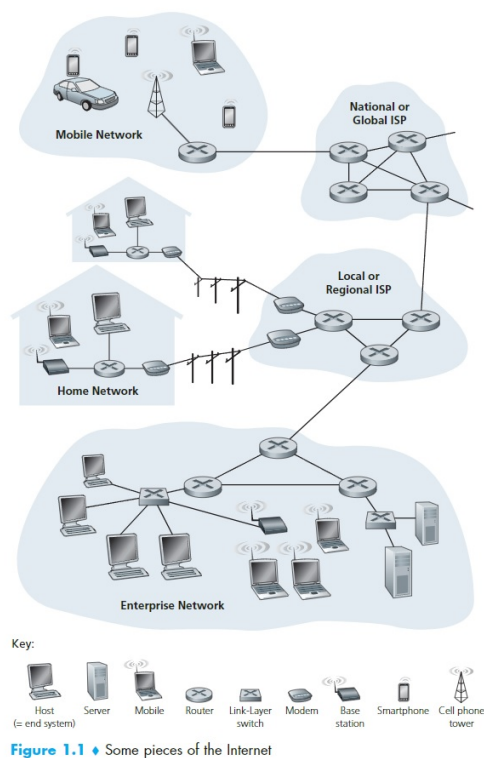 National or
Global ISP
Mobile Network
Local or
Regional ISP
Home Network
Enterprise Network
Key:
Host
(= end system)
Server
Mobile
Router
Link-Layer
switch
Modem
Base
station
Smartphone
Cell phone
tower
Figure 1.1 ♦ Some pieces of the Internet